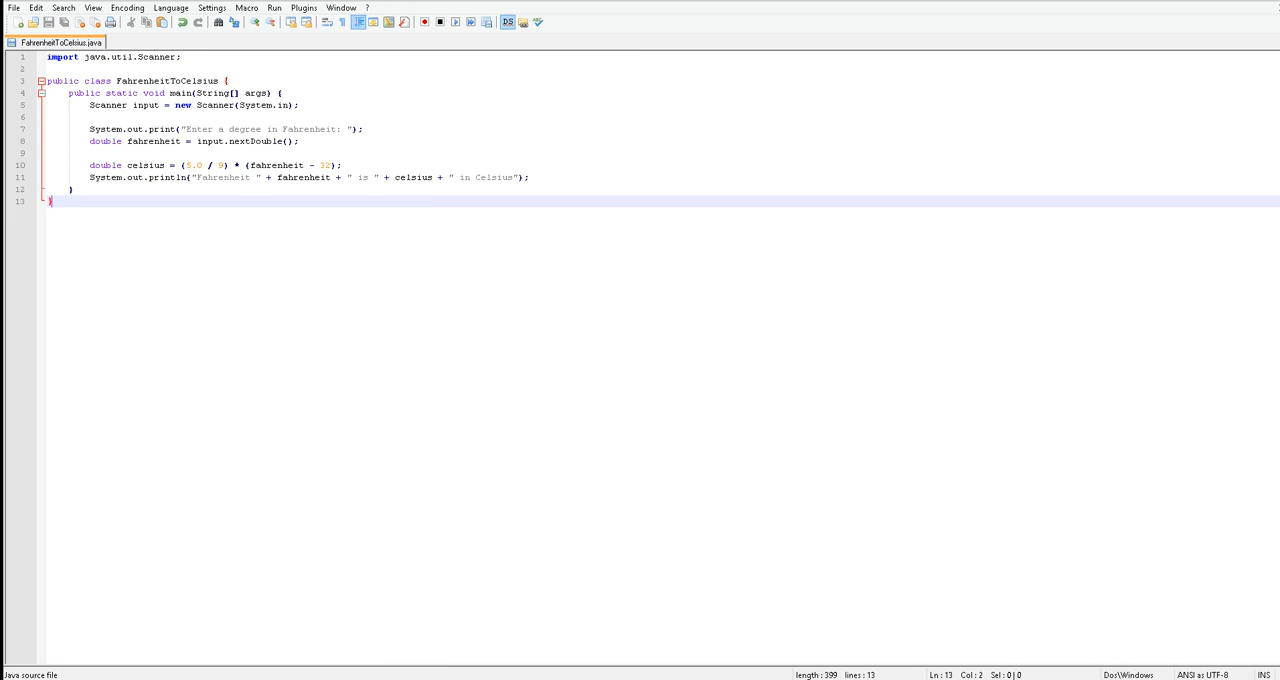 File Edit Search View Encoding Language Settings Macro Run Plugins Window ?
FahrenheitToCelsius.java
1 import java.util.Scanner;
2
3 public class FahrenheitToCelsius {
4 public static void main(String[] args) {
5 Scanner input = new Scanner(System.in);
6
7 System.out.print("Enter a degree in Fahrenheit: ");
8 double fahrenheit = input.nextDouble();
9
10 double celsius = (5.0 / 9) * (fahrenheit - 32);
11 System.out.println("Fahrenheit " + fahrenheit + " is " + celsius + " in Celsius");
12 }
13 }
Java source file length : 399 lines : 13 Ln : 13 Col : 2 Sel : 0 | 0 Dos\Windows ANSI as UTF-8 INS